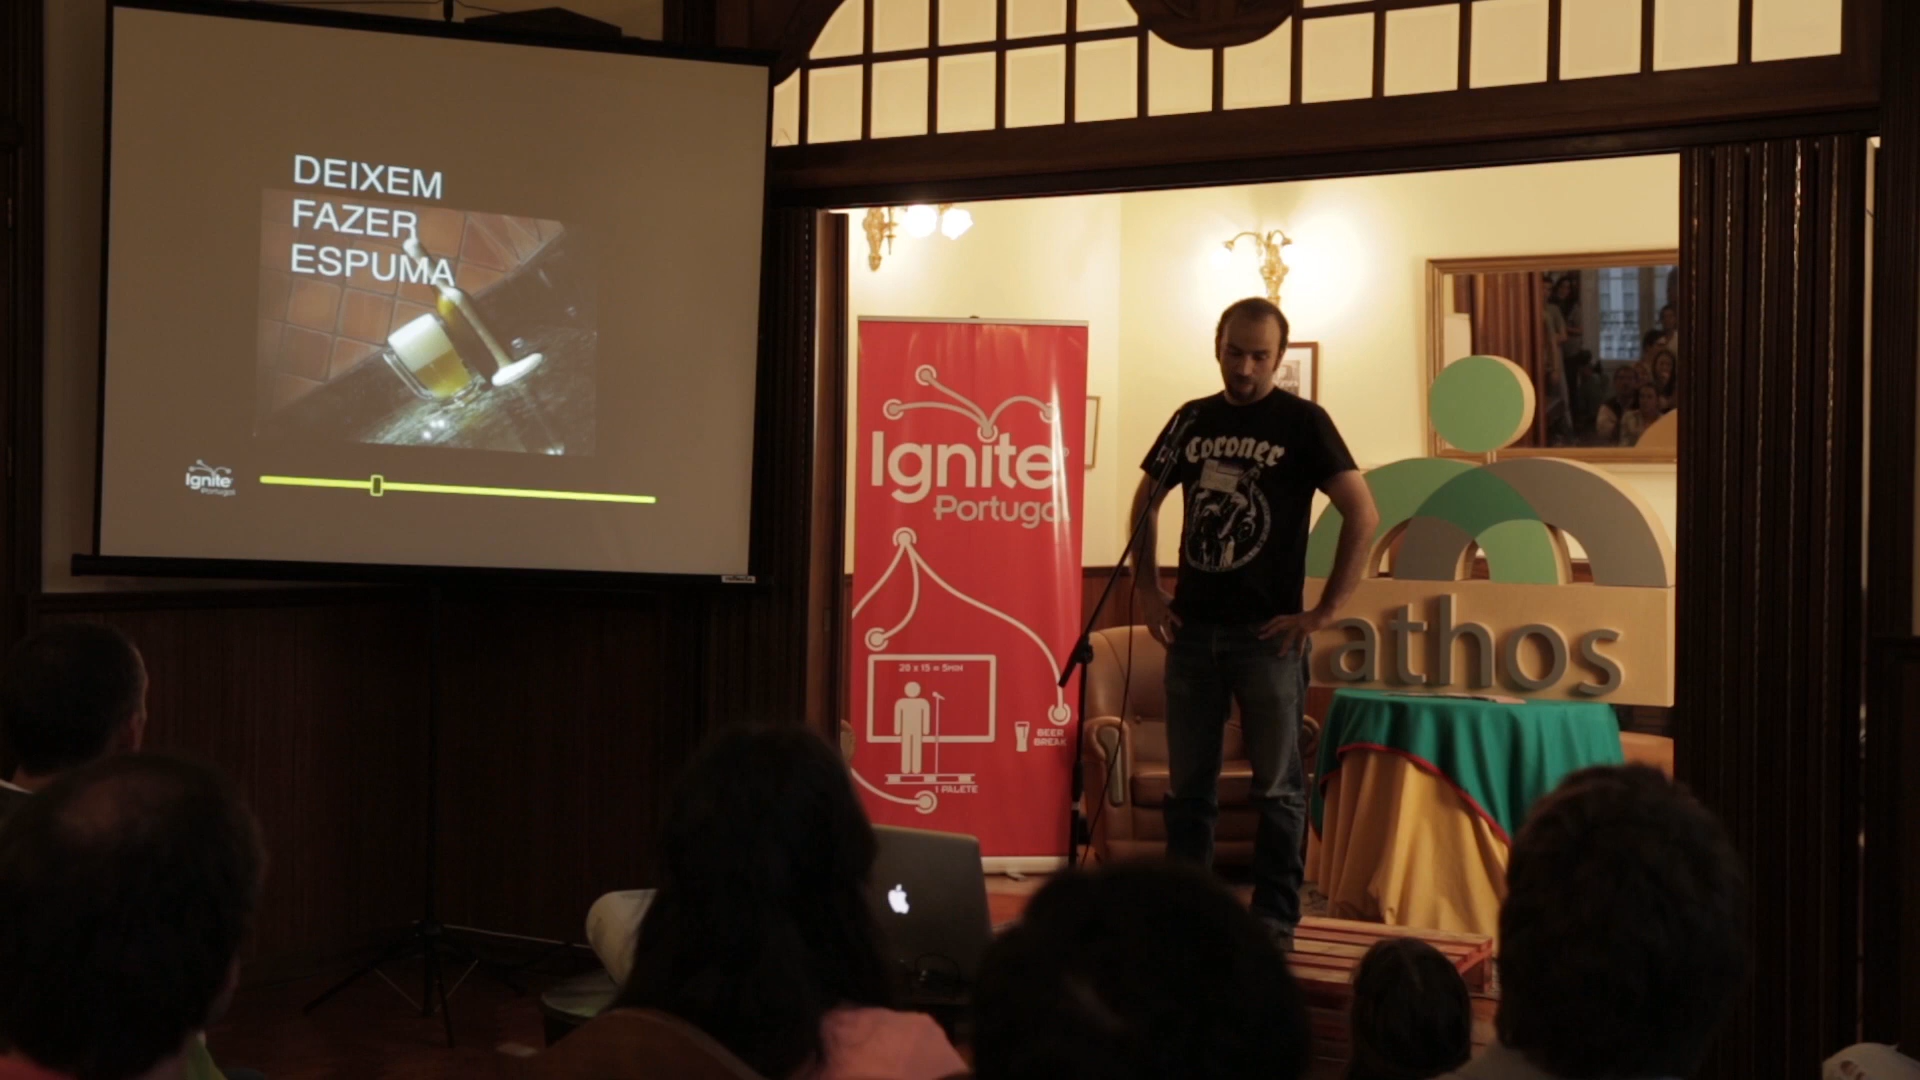 DEIXEM
FAZER
ESPUMA
Ignite
Portugal
Ignite
Portugal
20 x 15 = 5MIN
BEER
BREAK
1 PALETE
Coroner
athos